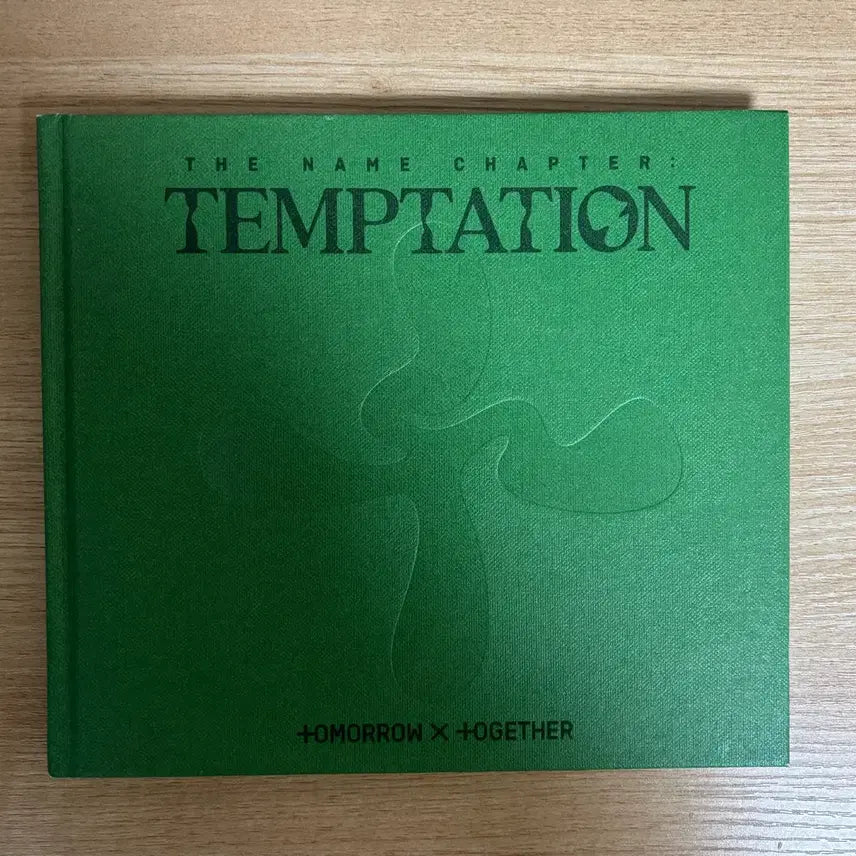 THE NAME CHAPTER:
TEMPTATION
TOMORROW X TOGETHER